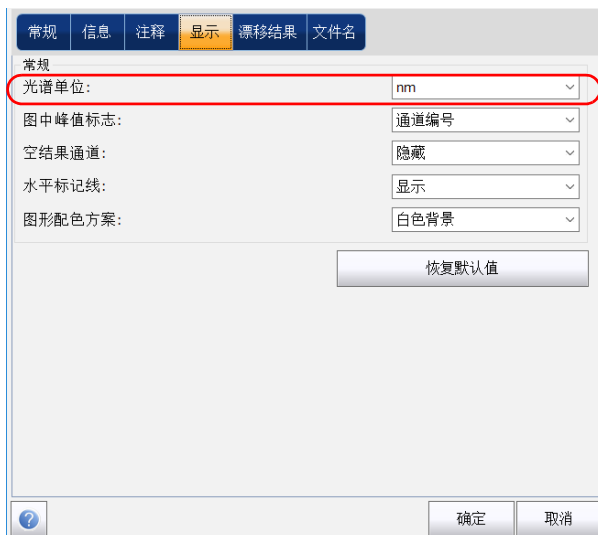 常规 信息 注释 显示 漂移结果 文件名
常规
光谱单位: nm
图中峰值标志: 通道编号
空结果通道: 隐藏
水平标记线: 显示
图形配色方案: 白色背景
恢复默认值
? 确定 取消